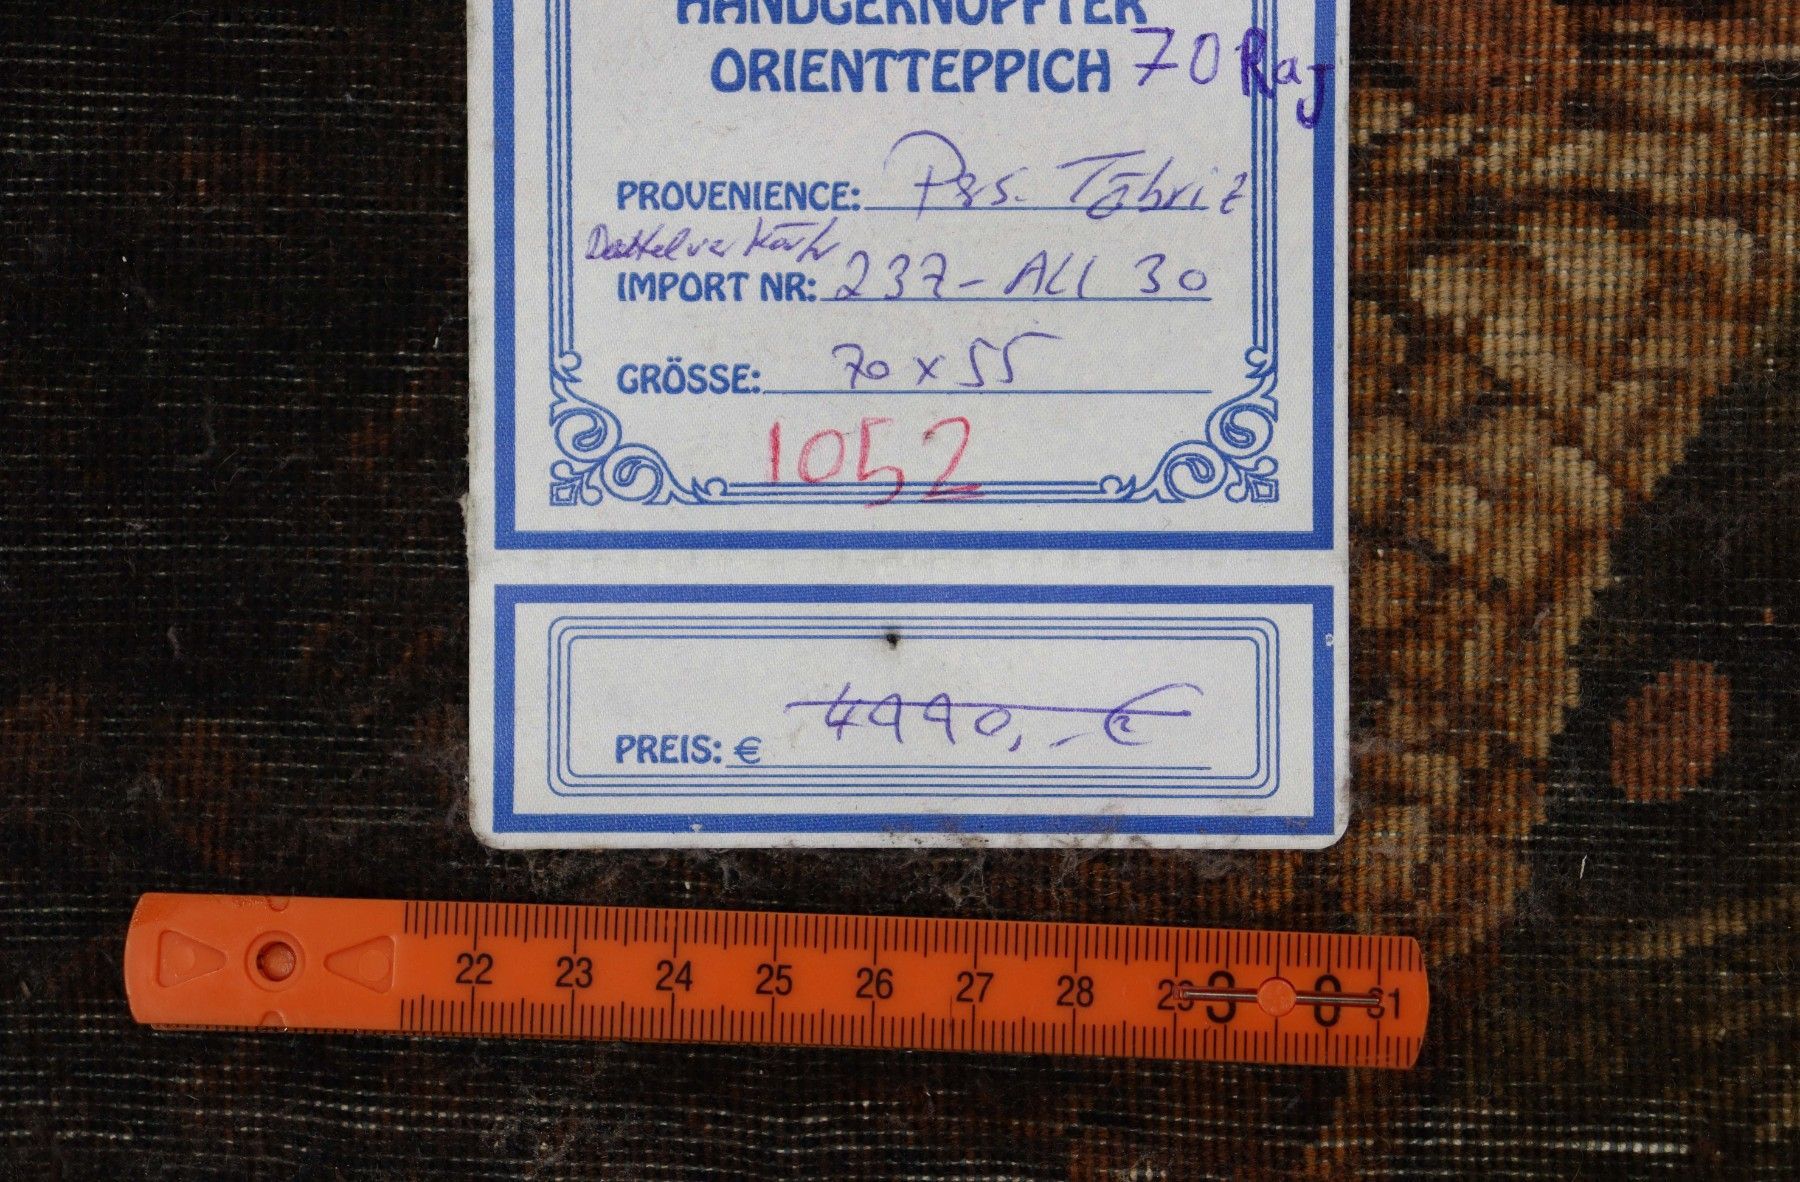 HANDGEKNÜPFTER
ORIENTTEPPICH 70 Raj
PROVENIENCE: Pers. Täbriz
IMPORT NR: 237-ALI 30
GRÖSSE: 70 x 55
1052
PREIS: € 4990,-€
22 23 24 25 26 27 28 29 30 31